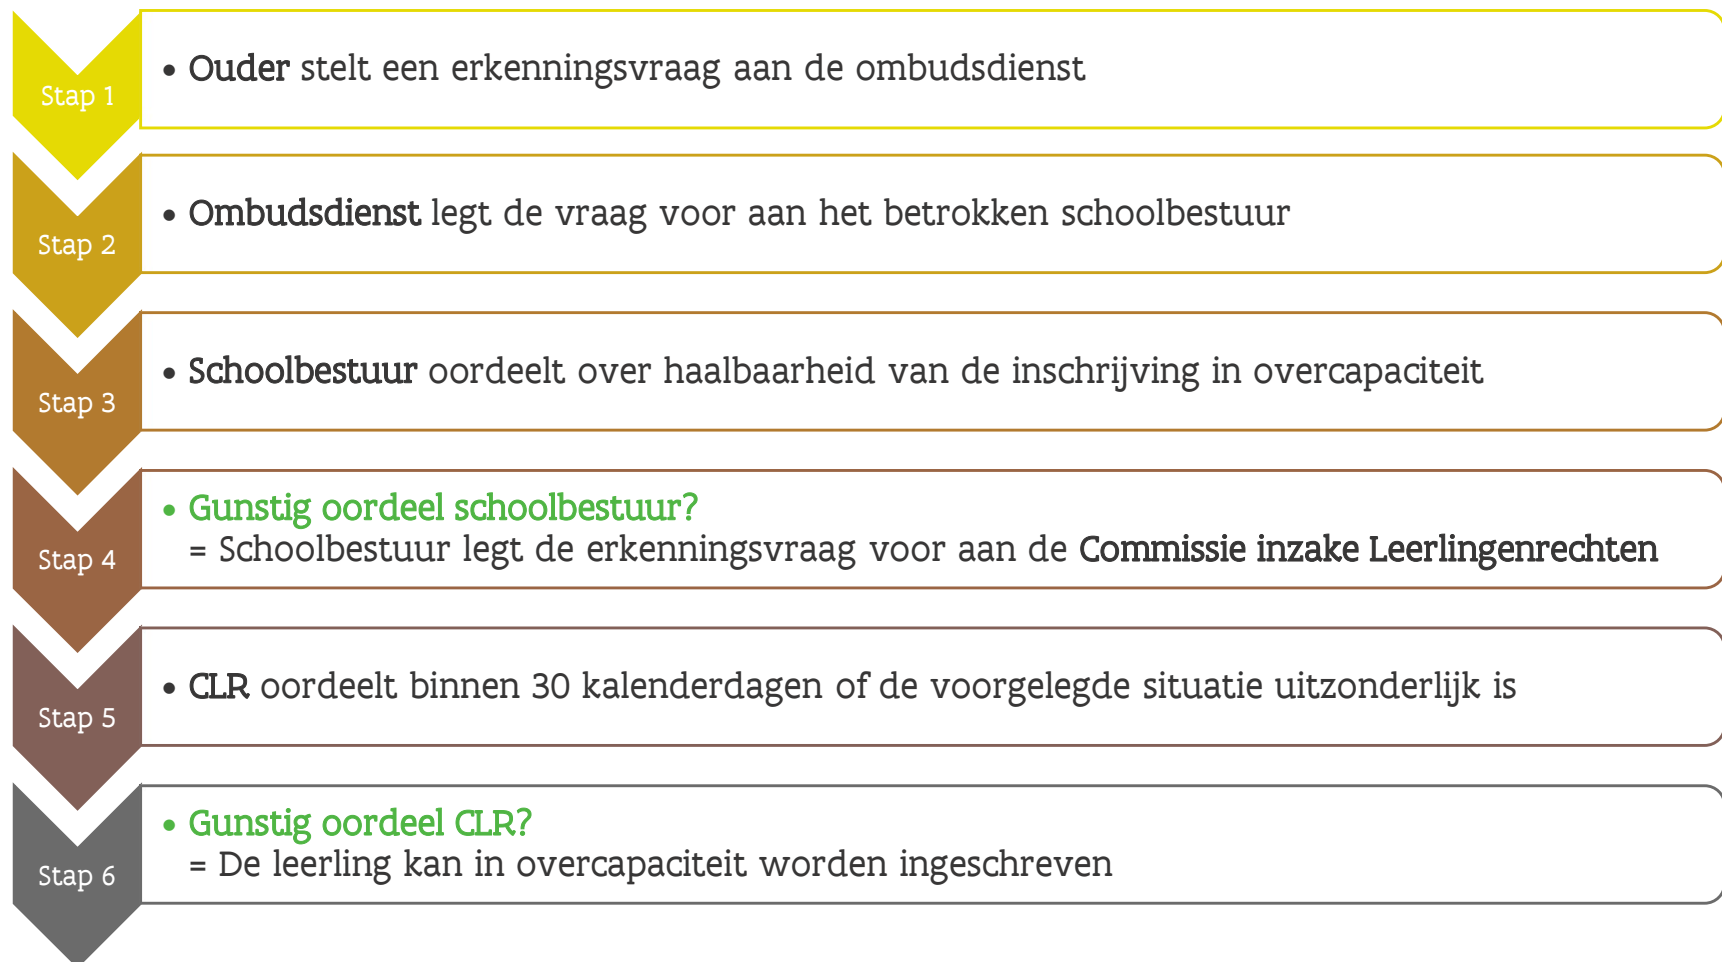 Stap 1
• Ouder stelt een erkenningsvraag aan de ombudsdienst
Stap 2
• Ombudsdienst legt de vraag voor aan het betrokken schoolbestuur
Stap 3
• Schoolbestuur oordeelt over haalbaarheid van de inschrijving in overcapaciteit
Stap 4
• Gunstig oordeel schoolbestuur?
= Schoolbestuur legt de erkenningsvraag voor aan de Commissie inzake Leerlingenrechten
Stap 5
• CLR oordeelt binnen 30 kalenderdagen of de voorgelegde situatie uitzonderlijk is
Stap 6
• Gunstig oordeel CLR?
= De leerling kan in overcapaciteit worden ingeschreven